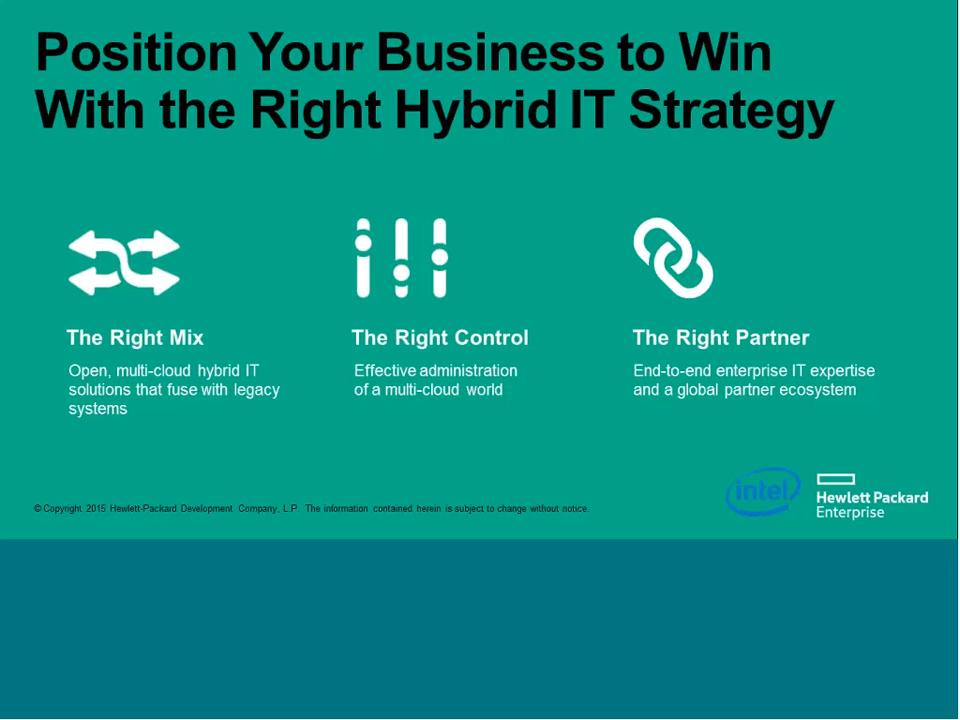 Position Your Business to Win
With the Right Hybrid IT Strategy
The Right Mix
Open, multi-cloud hybrid IT
solutions that fuse with legacy
systems
The Right Control
Effective administration
of a multi-cloud world
The Right Partner
End-to-end enterprise IT expertise
and a global partner ecosystem
© Copyright 2015 Hewlett-Packard Development Company, L.P. The information contained herein is subject to change without notice.
intel
Hewlett Packard
Enterprise